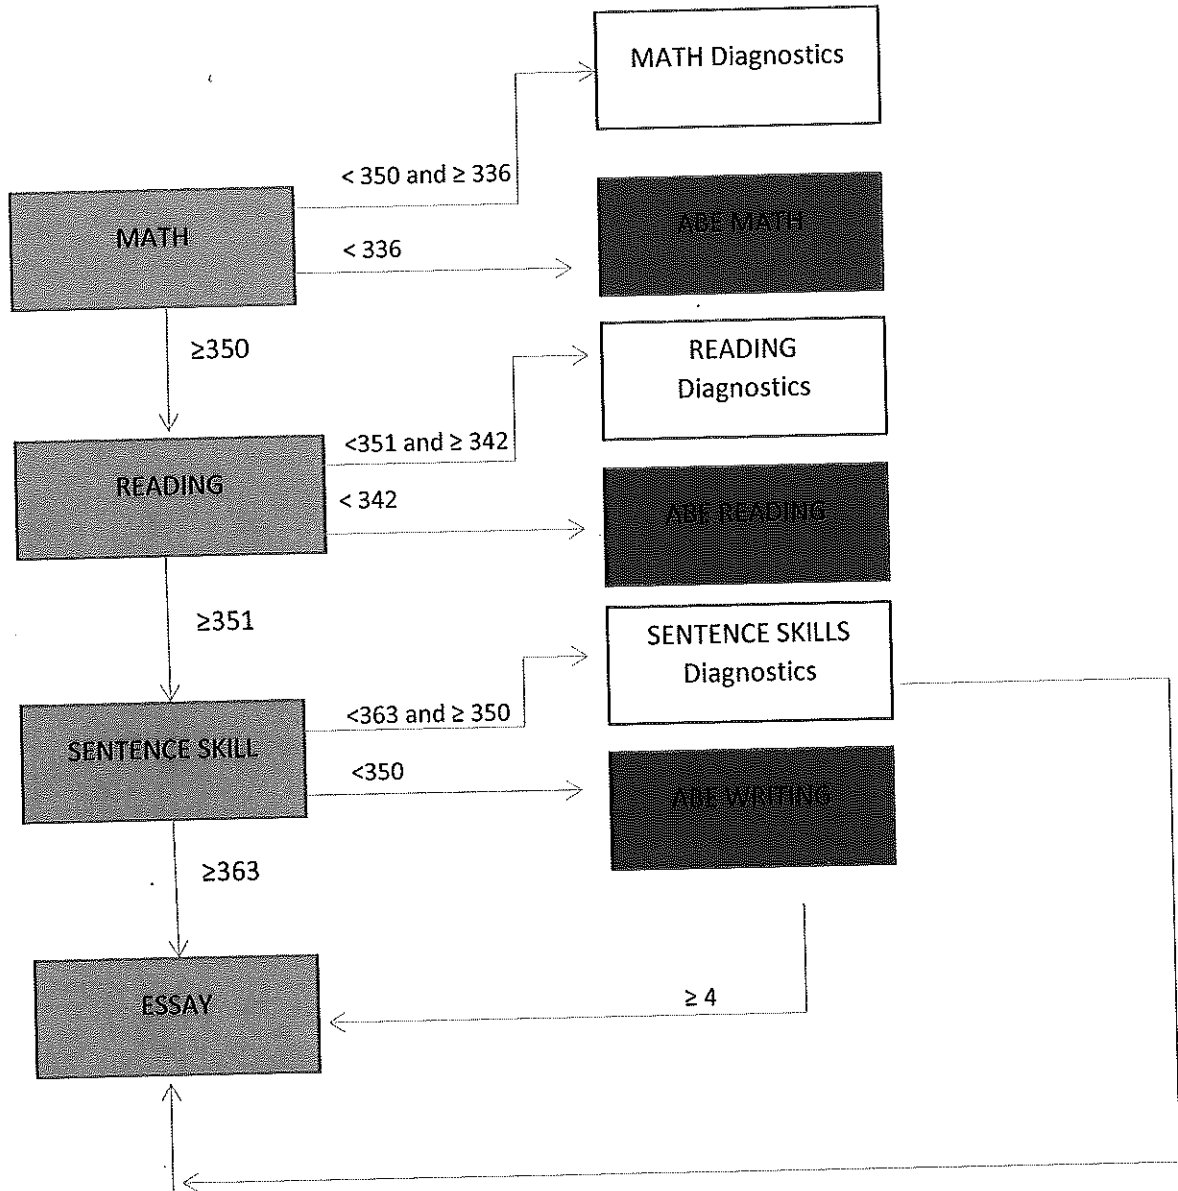 MATH Diagnostics
< 350 and ≥ 336
MATH
ABE MATH
< 336
≥350
READING
Diagnostics
<351 and ≥ 342
READING
< 342
ABE READING
≥351
SENTENCE SKILLS
Diagnostics
<363 and ≥ 350
SENTENCE SKILL
<350
ABE WRITING
≥363
≥ 4
ESSAY